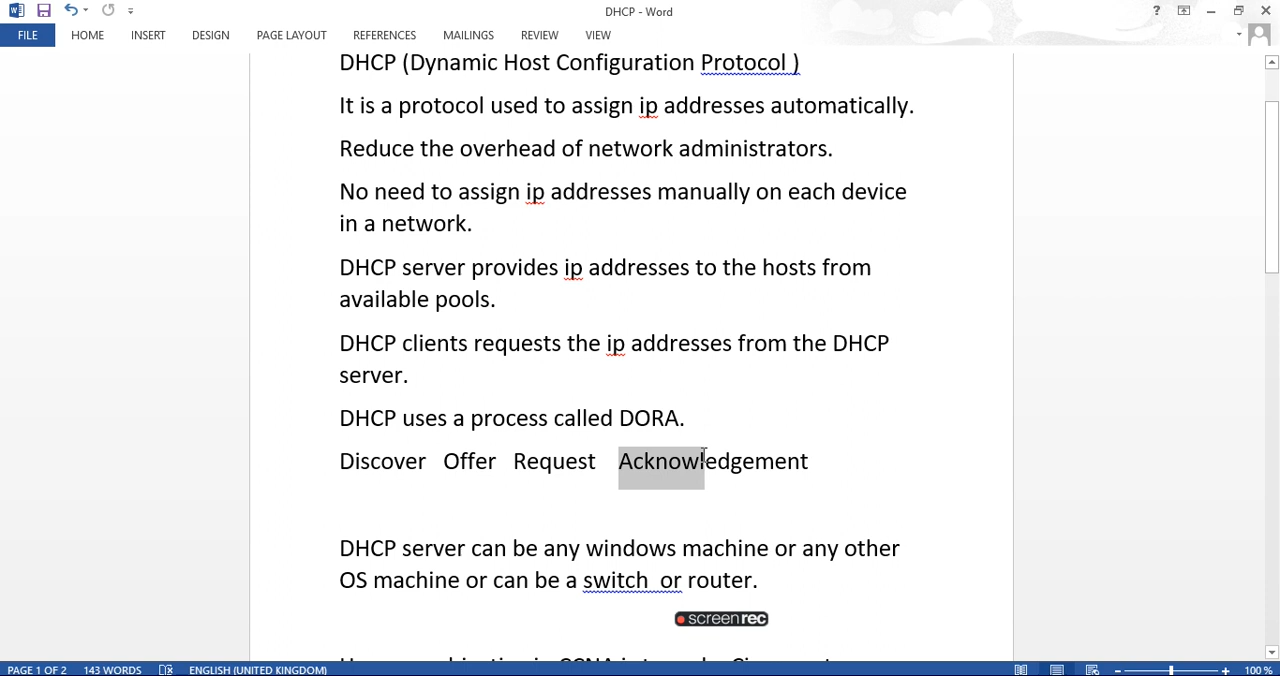 DHCP - Word
FILE HOME INSERT DESIGN PAGE LAYOUT REFERENCES MAILINGS REVIEW VIEW
DHCP (Dynamic Host Configuration Protocol )
It is a protocol used to assign ip addresses automatically.
Reduce the overhead of network administrators.
No need to assign ip addresses manually on each device
in a network.
DHCP server provides ip addresses to the hosts from
available pools.
DHCP clients requests the ip addresses from the DHCP
server.
DHCP uses a process called DORA.
Discover Offer Request Acknowledgement
DHCP server can be any windows machine or any other
OS machine or can be a switch or router.
screenrec
PAGE 1 OF 2 143 WORDS ENGLISH (UNITED KINGDOM) 100 %